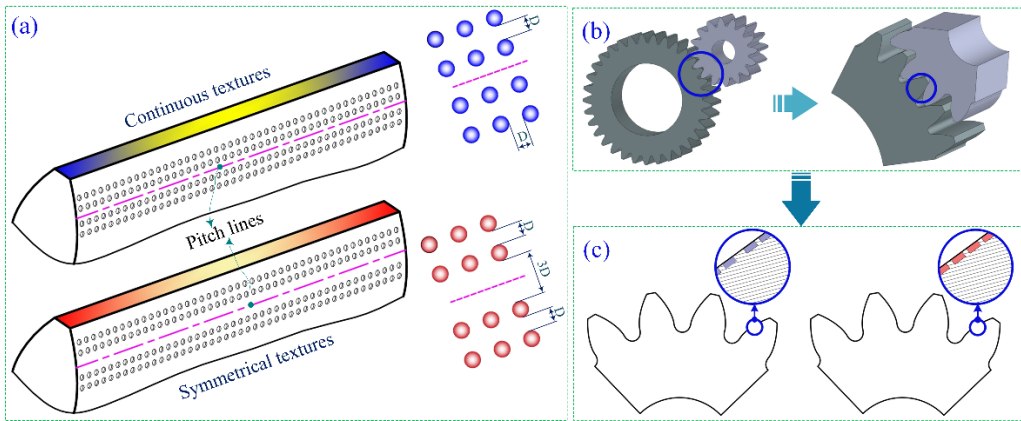 (a)
Continuous textures
D
D
Pitch lines
D
3D
D
Symmetrical textures
(b)
(c)